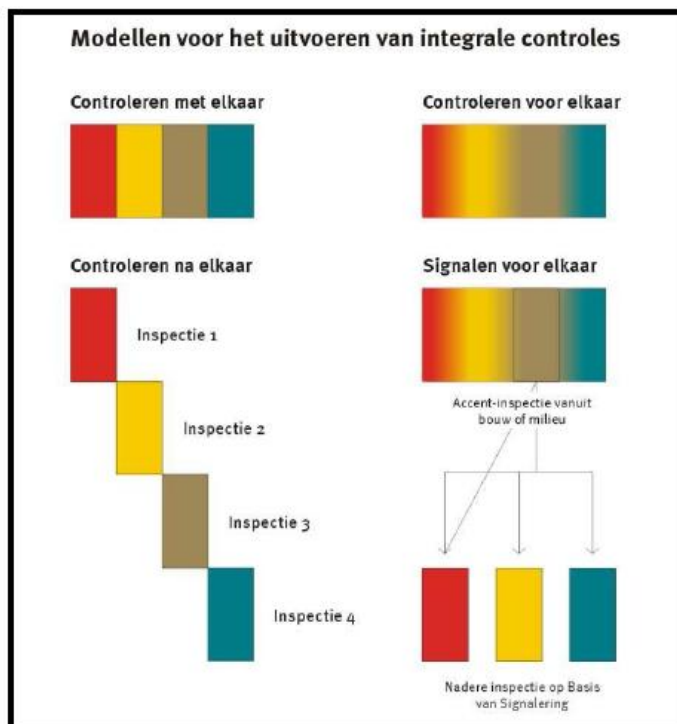 Modellen voor het uitvoeren van integrale controles
Controleren met elkaar
Controleren voor elkaar
Controleren na elkaar
Inspectie 1
Inspectie 2
Inspectie 3
Inspectie 4
Signalen voor elkaar
Accent-inspectie vanuit
bouw of milieu
Nadere inspectie op Basis
van Signalering